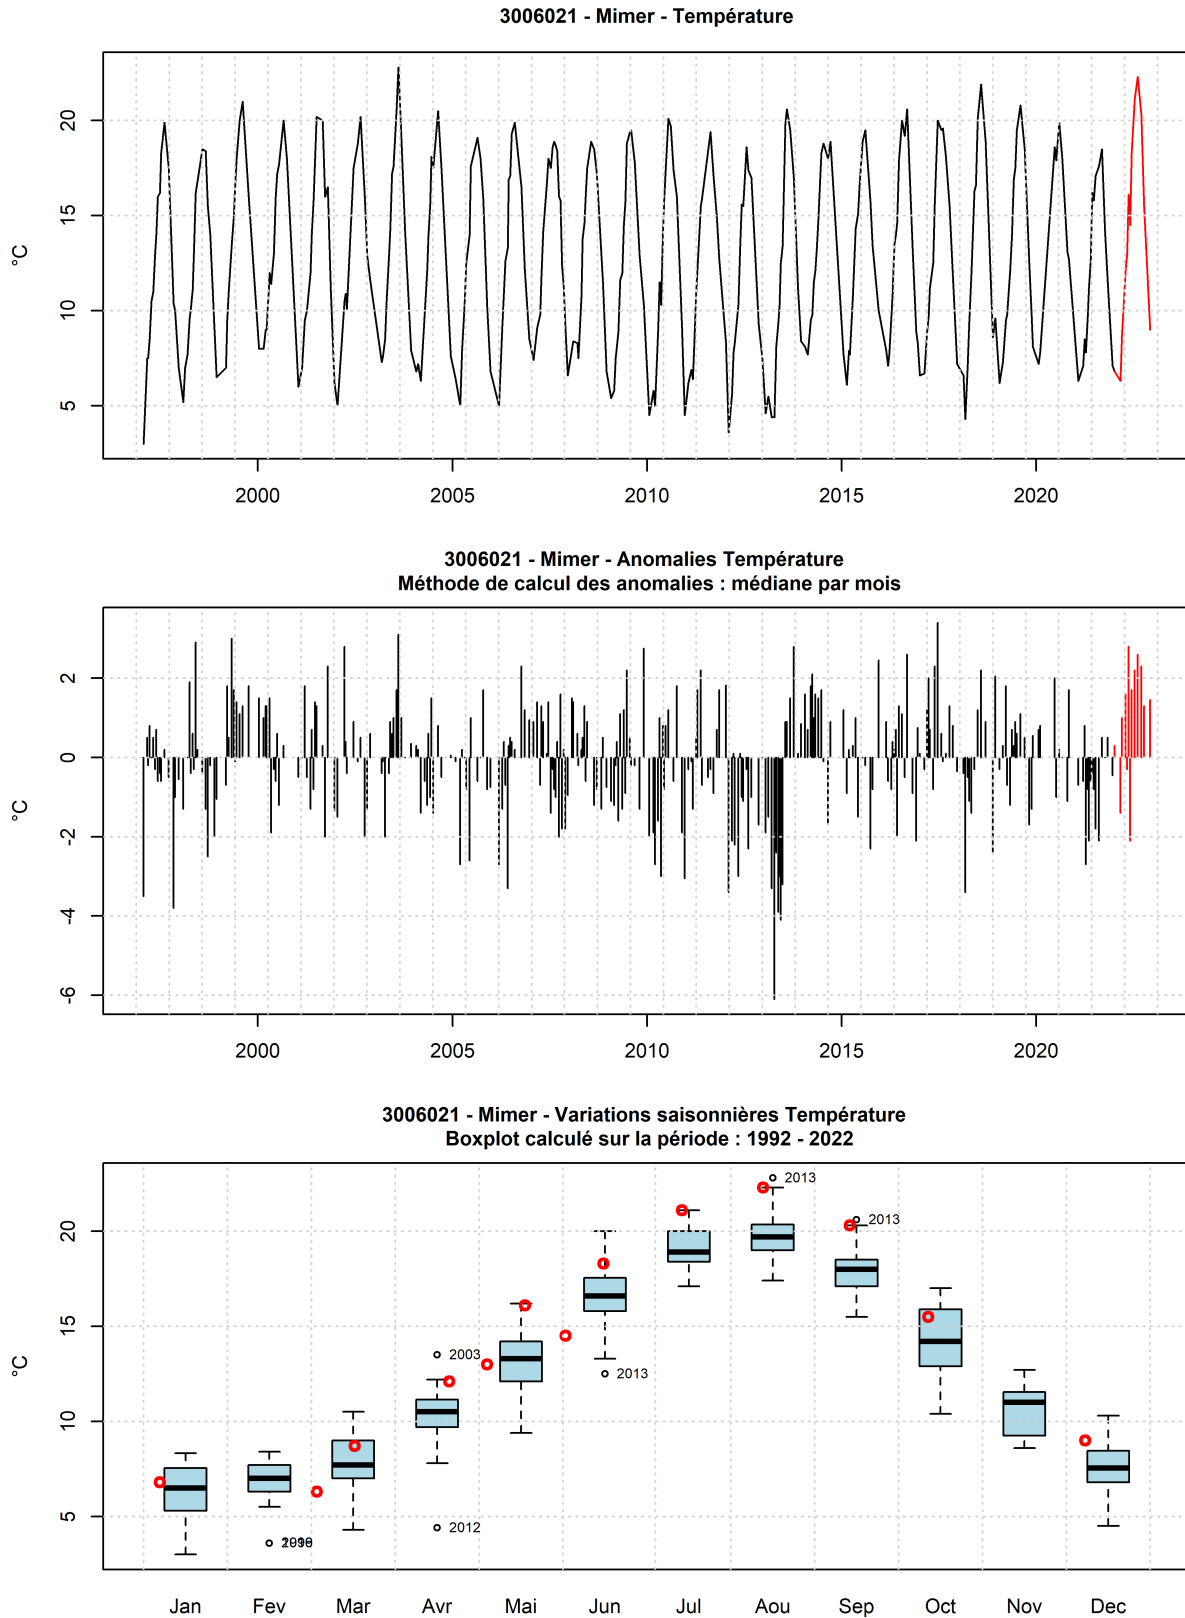 3006021 - Mimer - Température
20
15
10
5
°C
2000 2005 2010 2015 2020
3006021 - Mimer - Anomalies Température
Méthode de calcul des anomalies : médiane par mois
2
0
-2
-4
-6
°C
2000 2005 2010 2015 2020
3006021 - Mimer - Variations saisonnières Température
Boxplot calculé sur la période : 1992 - 2022
2013
2013
20
15
2003
2013
10
5
2012
°C
Jan Fev Mar Avr Mai Jun Jul Aou Sep Oct Nov Dec